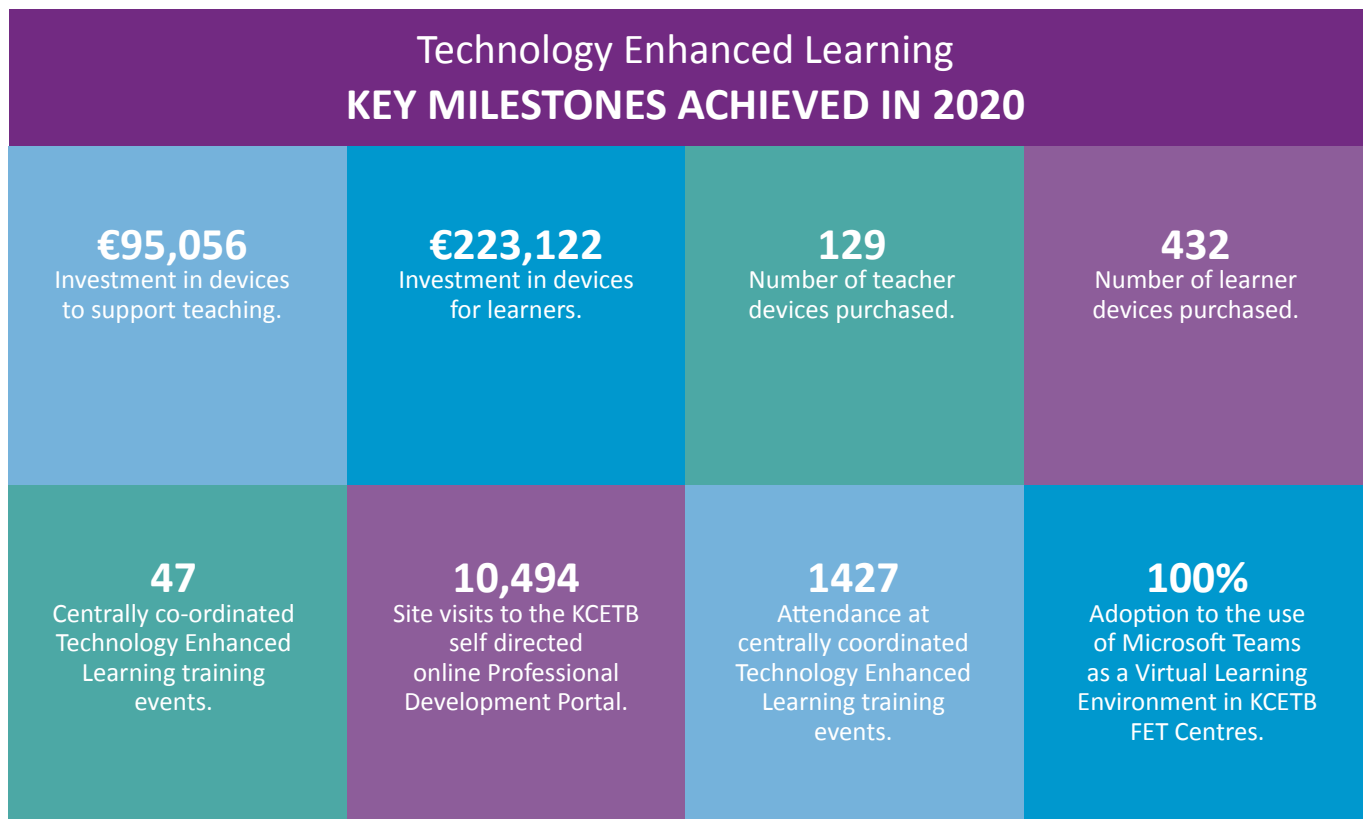 Technology Enhanced Learning
KEY MILESTONES ACHIEVED IN 2020
€95,056
Investment in devices
to support teaching.
€223,122
Investment in devices
for learners.
129
Number of teacher
devices purchased.
432
Number of learner
devices purchased.
47
Centrally co-ordinated
Technology Enhanced
Learning training
events.
10,494
Site visits to the KCETB
self directed
online Professional
Development Portal.
1427
Attendance at
centrally coordinated
Technology Enhanced
Learning training
events.
100%
Adoption to the use
of Microsoft Teams
as a Virtual Learning
Environment in KCETB
FET Centres.